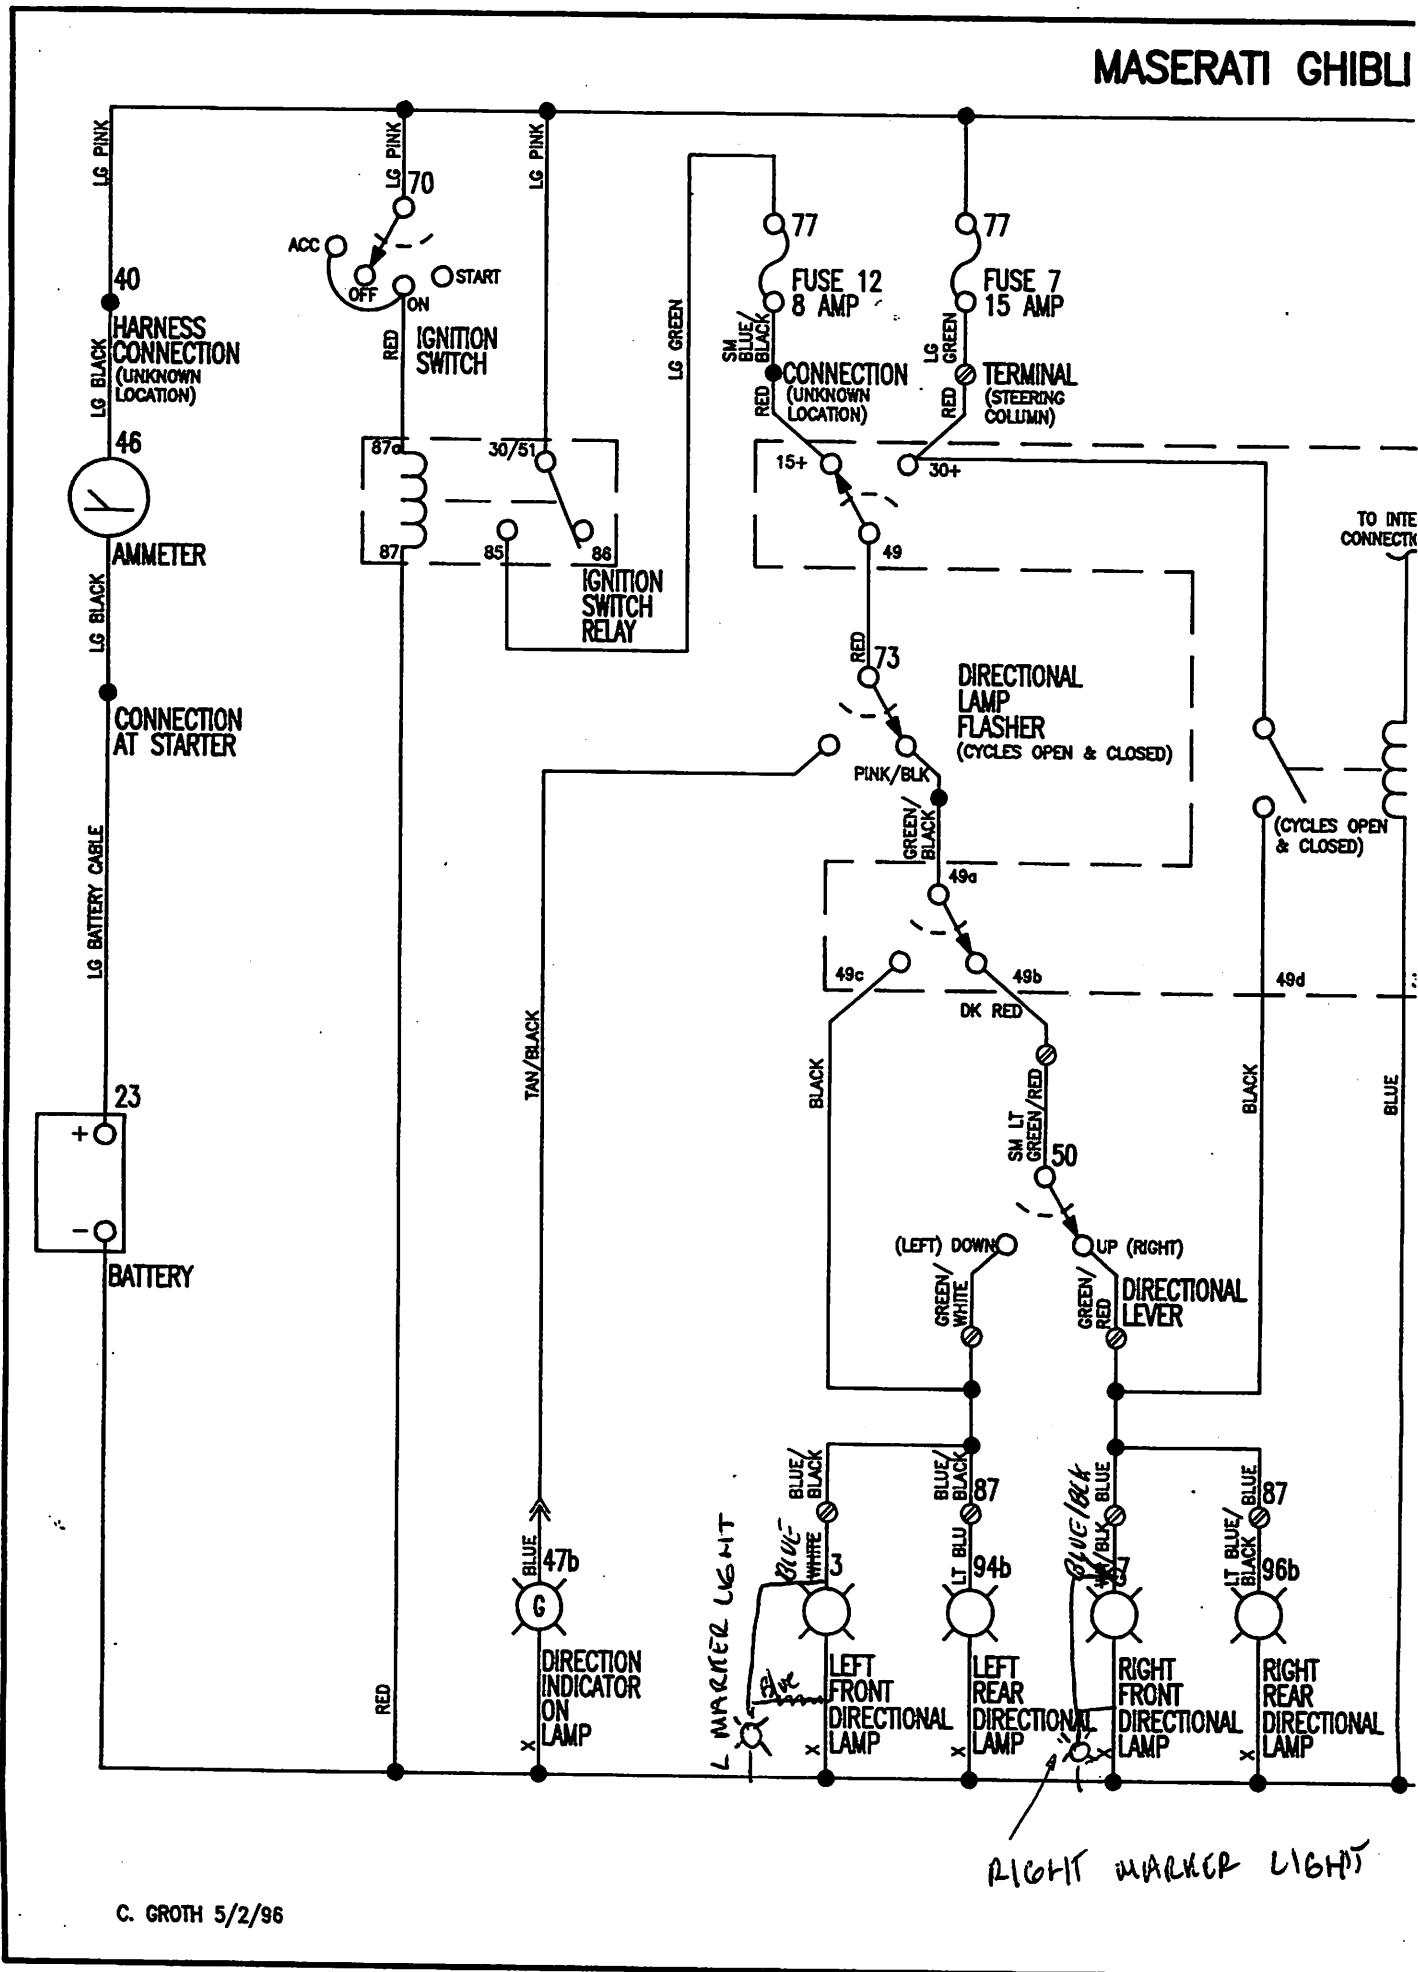 MASERATI GHIBLI
LG PINK
LG PINK
LG PINK
70
ACC
OFF
ON
START
IGNITION
SWITCH
RED
40
HARNESS
CONNECTION
(UNKNOWN
LOCATION)
LG BLACK
46
AMMETER
LG BLACK
CONNECTION
AT STARTER
LG BATTERY CABLE
23
+
-
BATTERY
87a
87
30/51
85
86
IGNITION
SWITCH
RELAY
LG GREEN
77
FUSE 12
8 AMP
SM
BLUE/
BLACK
CONNECTION
(UNKNOWN
LOCATION)
RED
77
FUSE 7
15 AMP
LG
GREEN
TERMINAL
(STEERING
COLUMN)
RED
15+
30+
49
TO INTE
CONNECTI
RED
73
DIRECTIONAL
LAMP
FLASHER
(CYCLES OPEN & CLOSED)
PINK/BLK
GREEN/
BLACK
(CYCLES OPEN
& CLOSED)
49a
49c
49b
49d
DK RED
TAN/BLACK
BLACK
SM LT
GREEN/RED
BLACK
BLUE
50
(LEFT) DOWN
UP (RIGHT)
GREEN/
WHITE
GREEN/
RED
DIRECTIONAL
LEVER
BLUE/
BLACK
BLUE/
BLACK
87
BLUE/BLK
BLUE
LT BLUE/
BLUE
87
BLUE
47b
G
DIRECTION
INDICATOR
ON
LAMP
X
RED
L MARKER LIGHT
BLUE
WHITE
3
Blue
LEFT
FRONT
DIRECTIONAL
LAMP
X
LT BLU
94b
LEFT
REAR
DIRECTIONAL
LAMP
X
7
RIGHT
FRONT
DIRECTIONAL
LAMP
X
BLACK
96b
RIGHT
REAR
DIRECTIONAL
LAMP
X
RIGHT MARKER LIGHT
C. GROTH 5/2/96